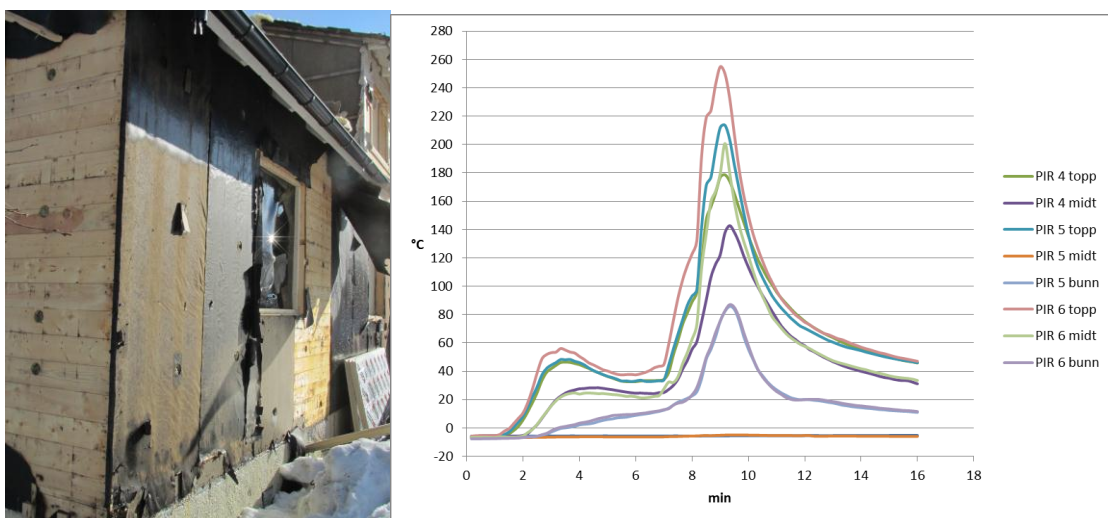 280
260
240
220
200
180
160
140
120
100
80
60
40
20
0
-20
°C
0 2 4 6 8 10 12 14 16 18
min
PIR 4 topp
PIR 4 midt
PIR 5 topp
PIR 5 midt
PIR 5 bunn
PIR 6 topp
PIR 6 midt
PIR 6 bunn